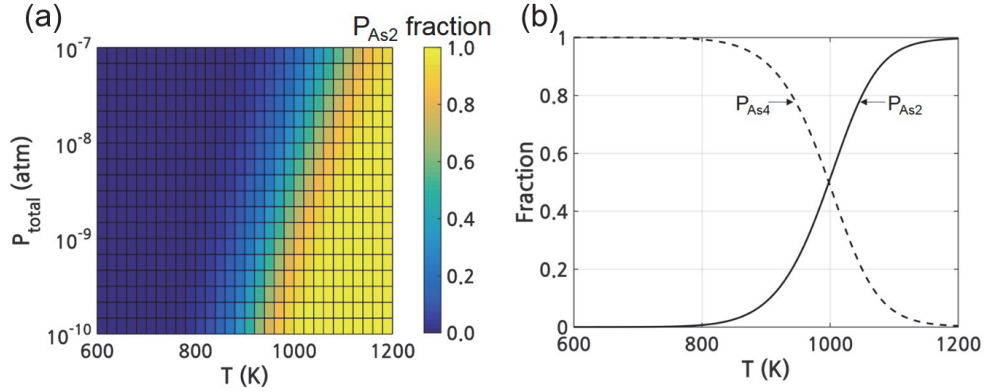 (a)
P_As2 fraction
10^-7
10^-8
10^-9
10^-10
P_total (atm)
600
800
1000
1200
T (K)
1.0
0.8
0.6
0.4
0.2
0.0
(b)
1
0.8
0.6
0.4
0.2
0
Fraction
P_As4
P_As2
600
800
1000
1200
T (K)